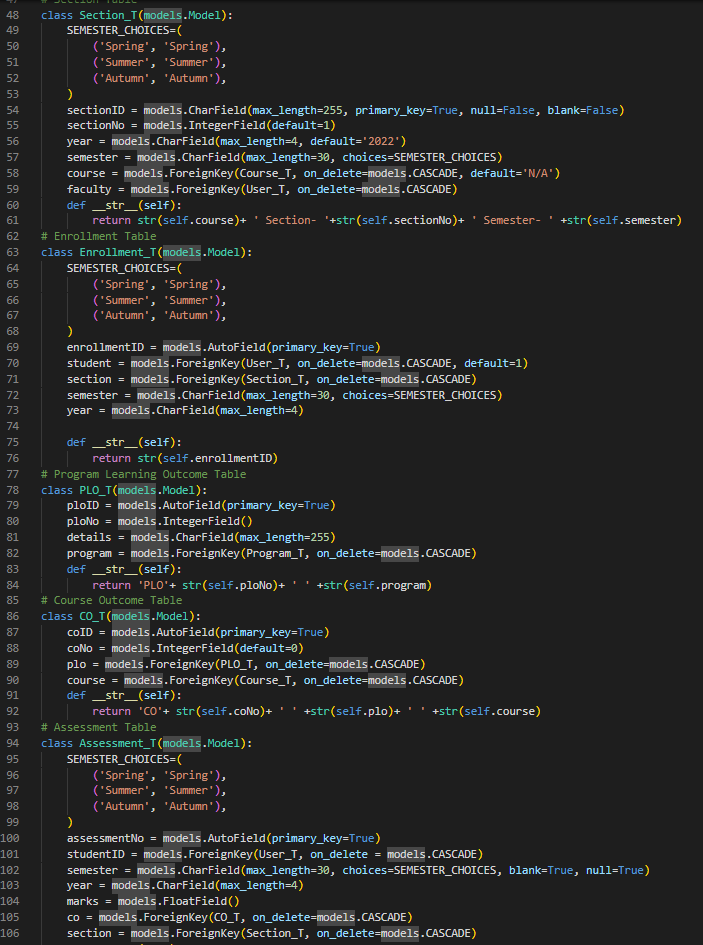 47 # Section Table
48 class Section_T(models.Model):
49     SEMESTER_CHOICES=(
50         ('Spring', 'Spring'),
51         ('Summer', 'Summer'),
52         ('Autumn', 'Autumn'),
53     )
54     sectionID = models.CharField(max_length=255, primary_key=True, null=False, blank=False)
55     sectionNo = models.IntegerField(default=1)
56     year = models.CharField(max_length=4, default='2022')
57     semester = models.CharField(max_length=30, choices=SEMESTER_CHOICES)
58     course = models.ForeignKey(Course_T, on_delete=models.CASCADE, default='N/A')
59     faculty = models.ForeignKey(User_T, on_delete=models.CASCADE)
60     def __str__(self):
61         return str(self.course)+ ' Section- '+str(self.sectionNo)+ ' Semester- ' +str(self.semester)
62 # Enrollment Table
63 class Enrollment_T(models.Model):
64     SEMESTER_CHOICES=(
65         ('Spring', 'Spring'),
66         ('Summer', 'Summer'),
67         ('Autumn', 'Autumn'),
68     )
69     enrollmentID = models.AutoField(primary_key=True)
70     student = models.ForeignKey(User_T, on_delete=models.CASCADE, default=1)
71     section = models.ForeignKey(Section_T, on_delete=models.CASCADE)
72     semester = models.CharField(max_length=30, choices=SEMESTER_CHOICES)
73     year = models.CharField(max_length=4)
74
75     def __str__(self):
76         return str(self.enrollmentID)
77 # Program Learning Outcome Table
78 class PLO_T(models.Model):
79     ploID = models.AutoField(primary_key=True)
80     ploNo = models.IntegerField()
81     details = models.CharField(max_length=255)
82     program = models.ForeignKey(Program_T, on_delete=models.CASCADE)
83     def __str__(self):
84         return 'PLO'+ str(self.ploNo)+ ' ' +str(self.program)
85 # Course Outcome Table
86 class CO_T(models.Model):
87     coID = models.AutoField(primary_key=True)
88     coNo = models.IntegerField(default=0)
89     plo = models.ForeignKey(PLO_T, on_delete=models.CASCADE)
90     course = models.ForeignKey(Course_T, on_delete=models.CASCADE)
91     def __str__(self):
92         return 'CO'+ str(self.coNo)+ ' ' +str(self.plo)+ ' ' +str(self.course)
93 # Assessment Table
94 class Assessment_T(models.Model):
95     SEMESTER_CHOICES=(
96         ('Spring', 'Spring'),
97         ('Summer', 'Summer'),
98         ('Autumn', 'Autumn'),
99     )
100     assessmentNo = models.AutoField(primary_key=True)
101     studentID = models.ForeignKey(User_T, on_delete = models.CASCADE)
102     semester = models.CharField(max_length=30, choices=SEMESTER_CHOICES, blank=True, null=True)
103     year = models.CharField(max_length=4)
104     marks = models.FloatField()
105     co = models.ForeignKey(CO_T, on_delete=models.CASCADE)
106     section = models.ForeignKey(Section_T, on_delete=models.CASCADE)